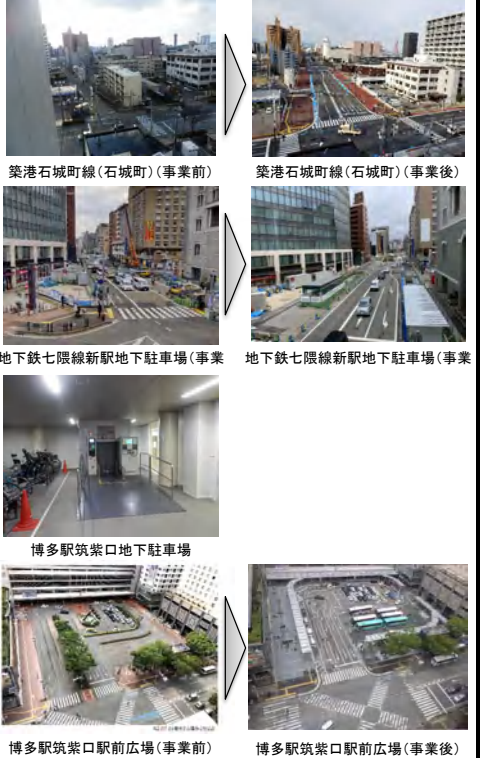 築港石城町線(石城町)(事業前)
築港石城町線(石城町)(事業後)
地下鉄七隈線新駅地下駐車場(事業
地下鉄七隈線新駅地下駐車場(事業
博多駅筑紫口地下駐車場
博多駅筑紫口駅前広場(事業前)
博多駅筑紫口駅前広場(事業後)